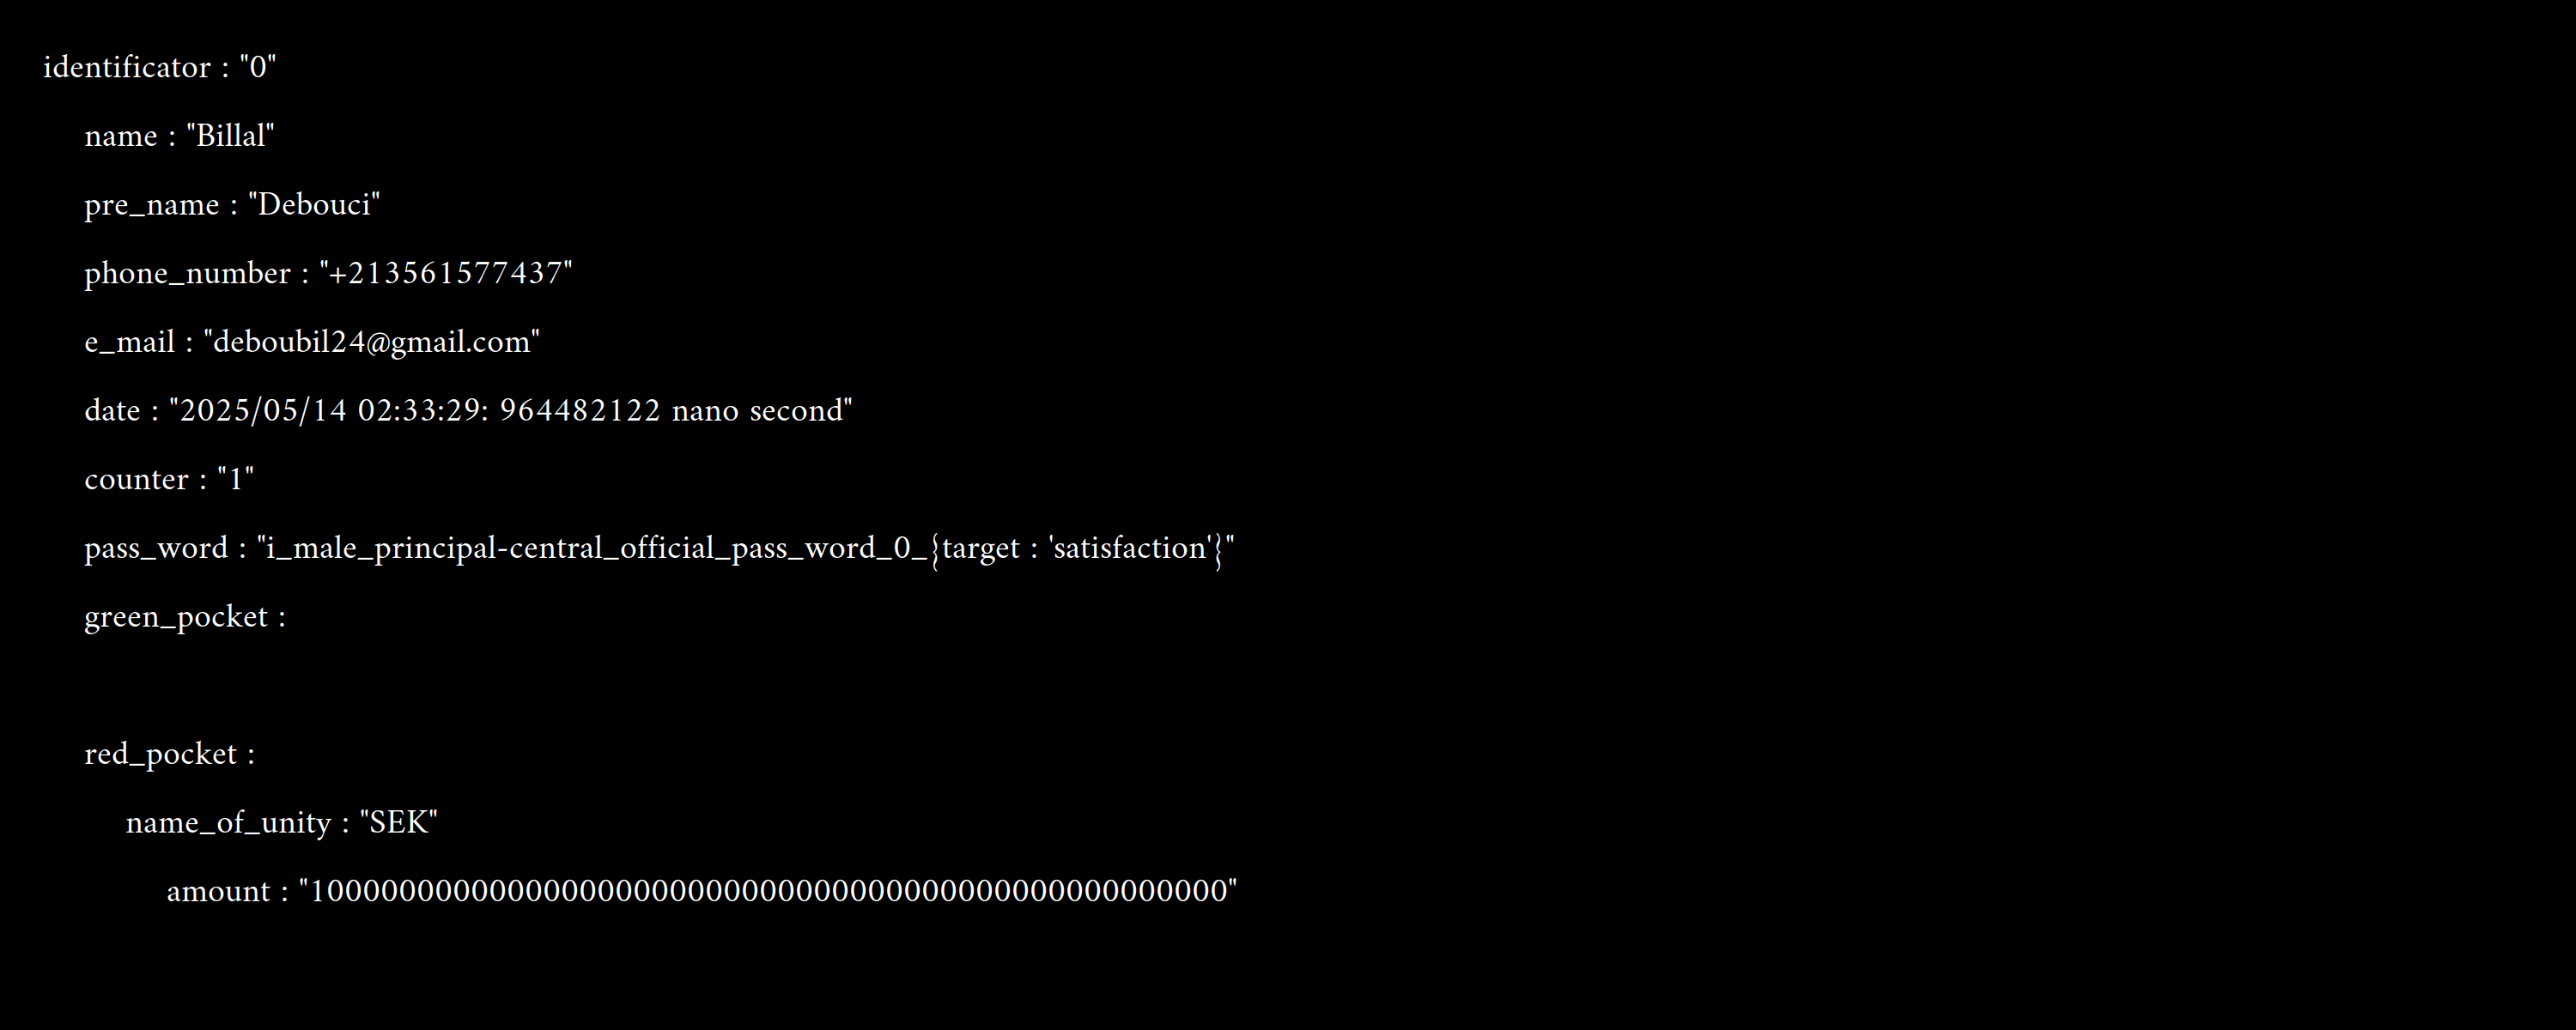 identificator : "0"
name : "Billal"
pre_name : "Debouci"
phone_number : "+213561577437"
e_mail : "deboubil24@gmail.com"
date : "2025/05/14 02:33:29: 964482122 nano second"
counter : "1"
pass_word : "i_male_principal-central_official_pass_word_0_{target : 'satisfaction'}"
green_pocket :
red_pocket :
name_of_unity : "SEK"
amount : "100000000000000000000000000000000000000000000000000"